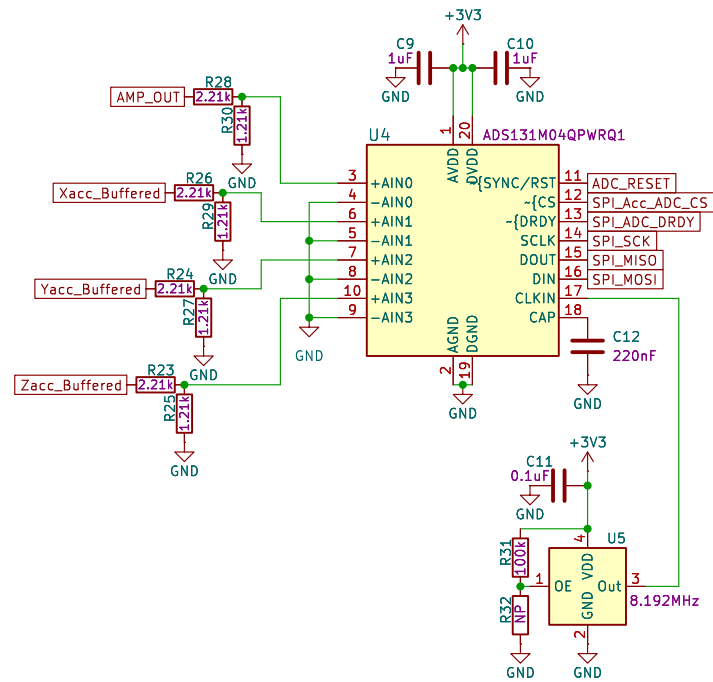 +3V3
C9
1uF
C10
1uF
GND
GND
R28
AMP_OUT
2.21k
R30
1.21k
GND
R26
Xacc_Buffered
2.21k
R29
1.21k
GND
R24
Yacc_Buffered
2.21k
R27
1.21k
GND
R23
Zacc_Buffered
2.21k
R25
1.21k
GND
GND
U4
ADS131M04QPWRQ1
1
20
AVDD
DVDD
3 +AIN0
4 -AIN0
6 +AIN1
5 -AIN1
7 +AIN2
8 -AIN2
10 +AIN3
9 -AIN3
~{SYNC/RST 11 ADC_RESET
~{CS 12 SPI_Acc_ADC_CS
~{DRDY 13 SPI_ADC_DRDY
SCLK 14 SPI_SCK
DOUT 15 SPI_MISO
DIN 16 SPI_MOSI
CLKIN 17
CAP 18
AGND
DGND
2
19
GND
C12
220nF
GND
+3V3
C11
0.1uF
GND
R31
100k
R32
NP
GND
U5
4
VDD
1 OE
Out 3
GND
2
8.192MHz
GND